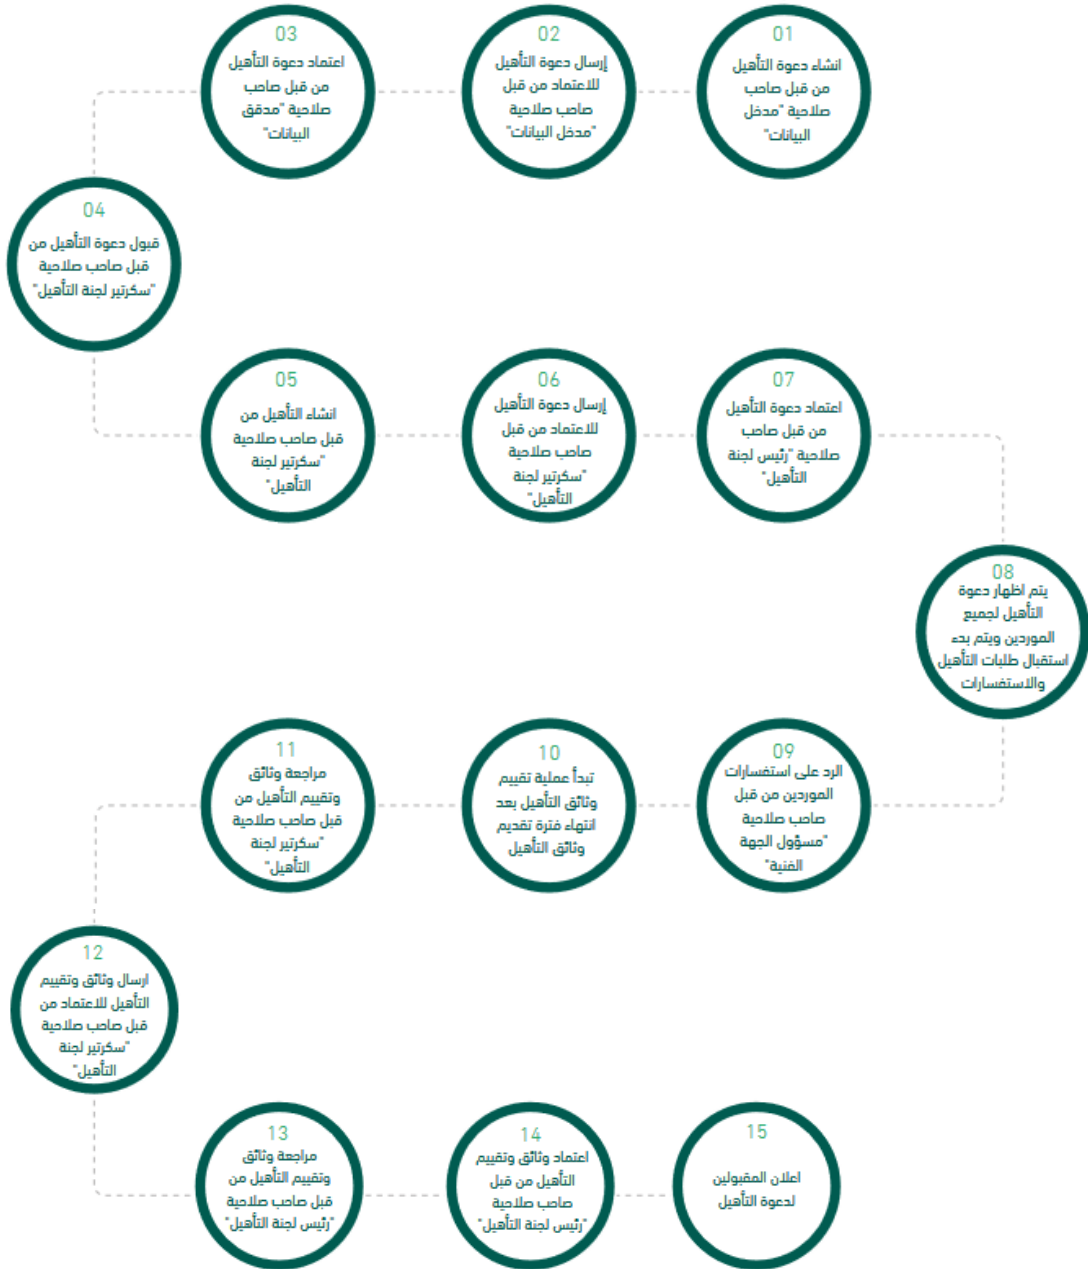 01
انشاء دعوة التأهيل
من قبل صاحب
صلاحية "مدخل
البيانات"
02
إرسال دعوة التأهيل
للاعتماد من قبل
صاحب صلاحية
"مدخل البيانات"
03
اعتماد دعوة التأهيل
من قبل صاحب
صلاحية "مدقق
البيانات"
04
قبول دعوة التأهيل من
قبل صاحب صلاحية
"سكرتير لجنة التأهيل"
05
انشاء التأهيل من
قبل صاحب صلاحية
"سكرتير لجنة
التأهيل"
06
إرسال دعوة التأهيل
للاعتماد من قبل
صاحب صلاحية
"سكرتير لجنة
التأهيل"
07
اعتماد دعوة التأهيل
من قبل صاحب
صلاحية "رئيس لجنة
التأهيل"
08
يتم اظهار دعوة
التأهيل لجميع
الموردين ويتم بدء
استقبال طلبات التأهيل
والاستفسارات
09
الرد على استفسارات
الموردين من قبل
صاحب صلاحية
"مسؤول الجهة
الفنية"
10
تبدأ عملية تقييم
وثائق التأهيل بعد
انتهاء فترة تقديم
وثائق التأهيل
11
مراجعة وثائق
وتقييم التأهيل من
قبل صاحب صلاحية
"سكرتير لجنة
التأهيل"
12
ارسال وثائق وتقييم
التأهيل للاعتماد من
قبل صاحب صلاحية
"سكرتير لجنة
التأهيل"
13
مراجعة وثائق
وتقييم التأهيل من
قبل صاحب صلاحية
"رئيس لجنة التأهيل"
14
اعتماد وثائق وتقييم
التأهيل من قبل
صاحب صلاحية
"رئيس لجنة التأهيل"
15
اعلان المقبولين
لدعوة التأهيل